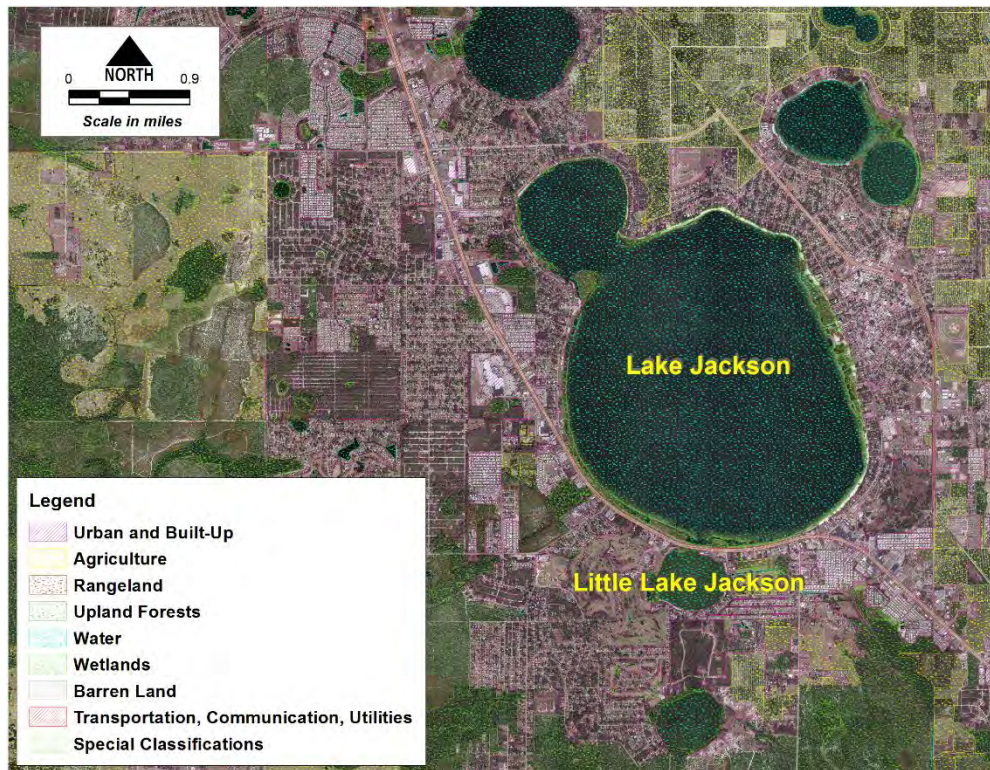 NORTH
0 0.9
Scale in miles
Lake Jackson
Little Lake Jackson
Legend
Urban and Built-Up
Agriculture
Rangeland
Upland Forests
Water
Wetlands
Barren Land
Transportation, Communication, Utilities
Special Classifications